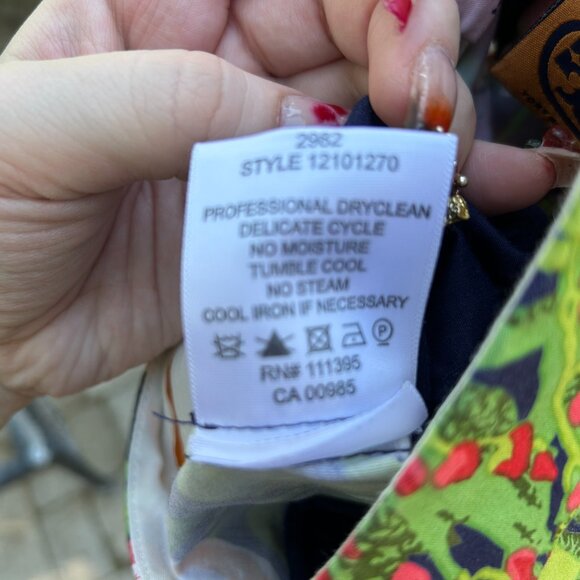 2962
STYLE 12101270
PROFESSIONAL DRYCLEAN
DELICATE CYCLE
NO MOISTURE
TUMBLE COOL
NO STEAM
COOL IRON IF NECESSARY
P
RN# 111395
CA 00985